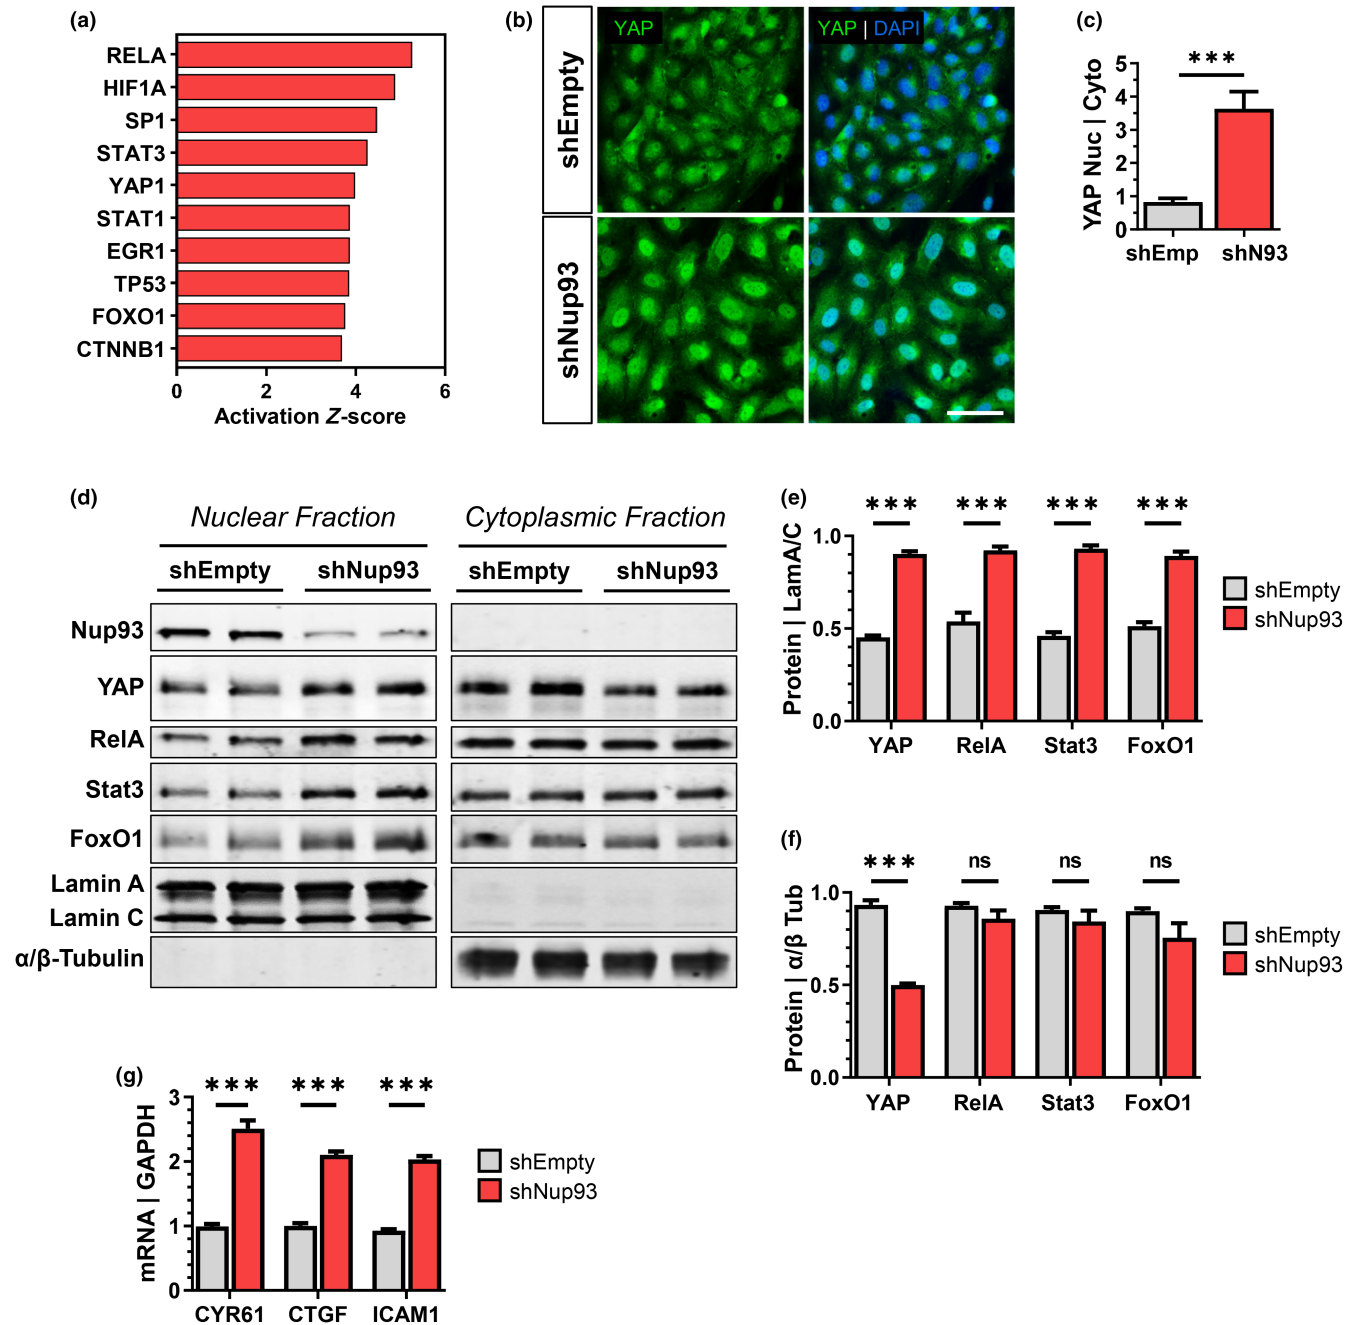 (a)
RELA
HIF1A
SP1
STAT3
YAP1
STAT1
EGR1
TP53
FOXO1
CTNNB1
0 2 4 6
Activation Z-score
(b)
YAP
YAP | DAPI
shEmpty
shNup93
(c)
***
YAP Nuc | Cyto
5
4
3
2
1
0
shEmp shN93
(d)
Nuclear Fraction Cytoplasmic Fraction
shEmpty shNup93 shEmpty shNup93
Nup93
YAP
RelA
Stat3
FoxO1
Lamin A
Lamin C
α/β-Tubulin
(e)
*** *** *** ***
Protein | LamA/C
1.0
0.5
0.0
YAP RelA Stat3 FoxO1
shEmpty
shNup93
(f)
*** ns ns ns
Protein | α/β Tub
1.0
0.5
0.0
YAP RelA Stat3 FoxO1
shEmpty
shNup93
(g)
*** *** ***
mRNA | GAPDH
3
2
1
0
CYR61 CTGF ICAM1
shEmpty
shNup93